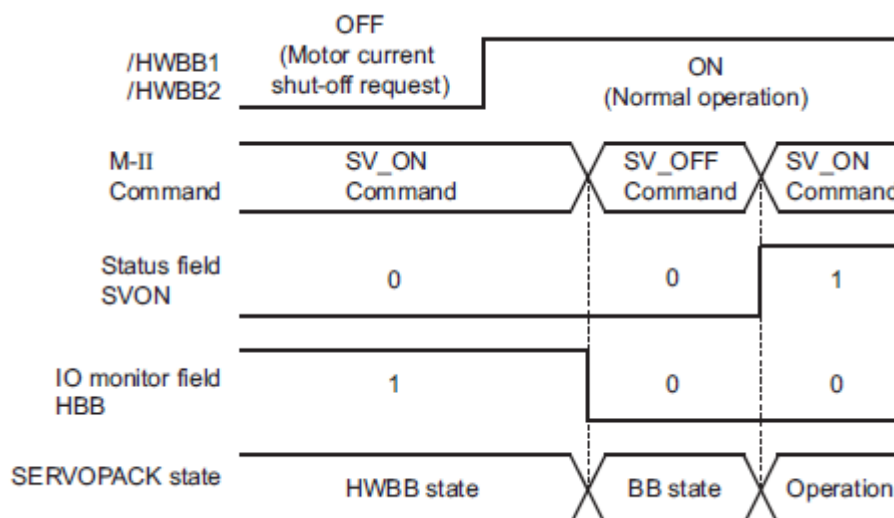 OFF
(Motor current
shut-off request)
/HWBB1
/HWBB2
ON
(Normal operation)
M-II
Command
SV_ON
Command
SV_OFF
Command
SV_ON
Command
Status field
SVON
0
0
1
IO monitor field
HBB
1
0
0
SERVOPACK state
HWBB state
BB state
Operation